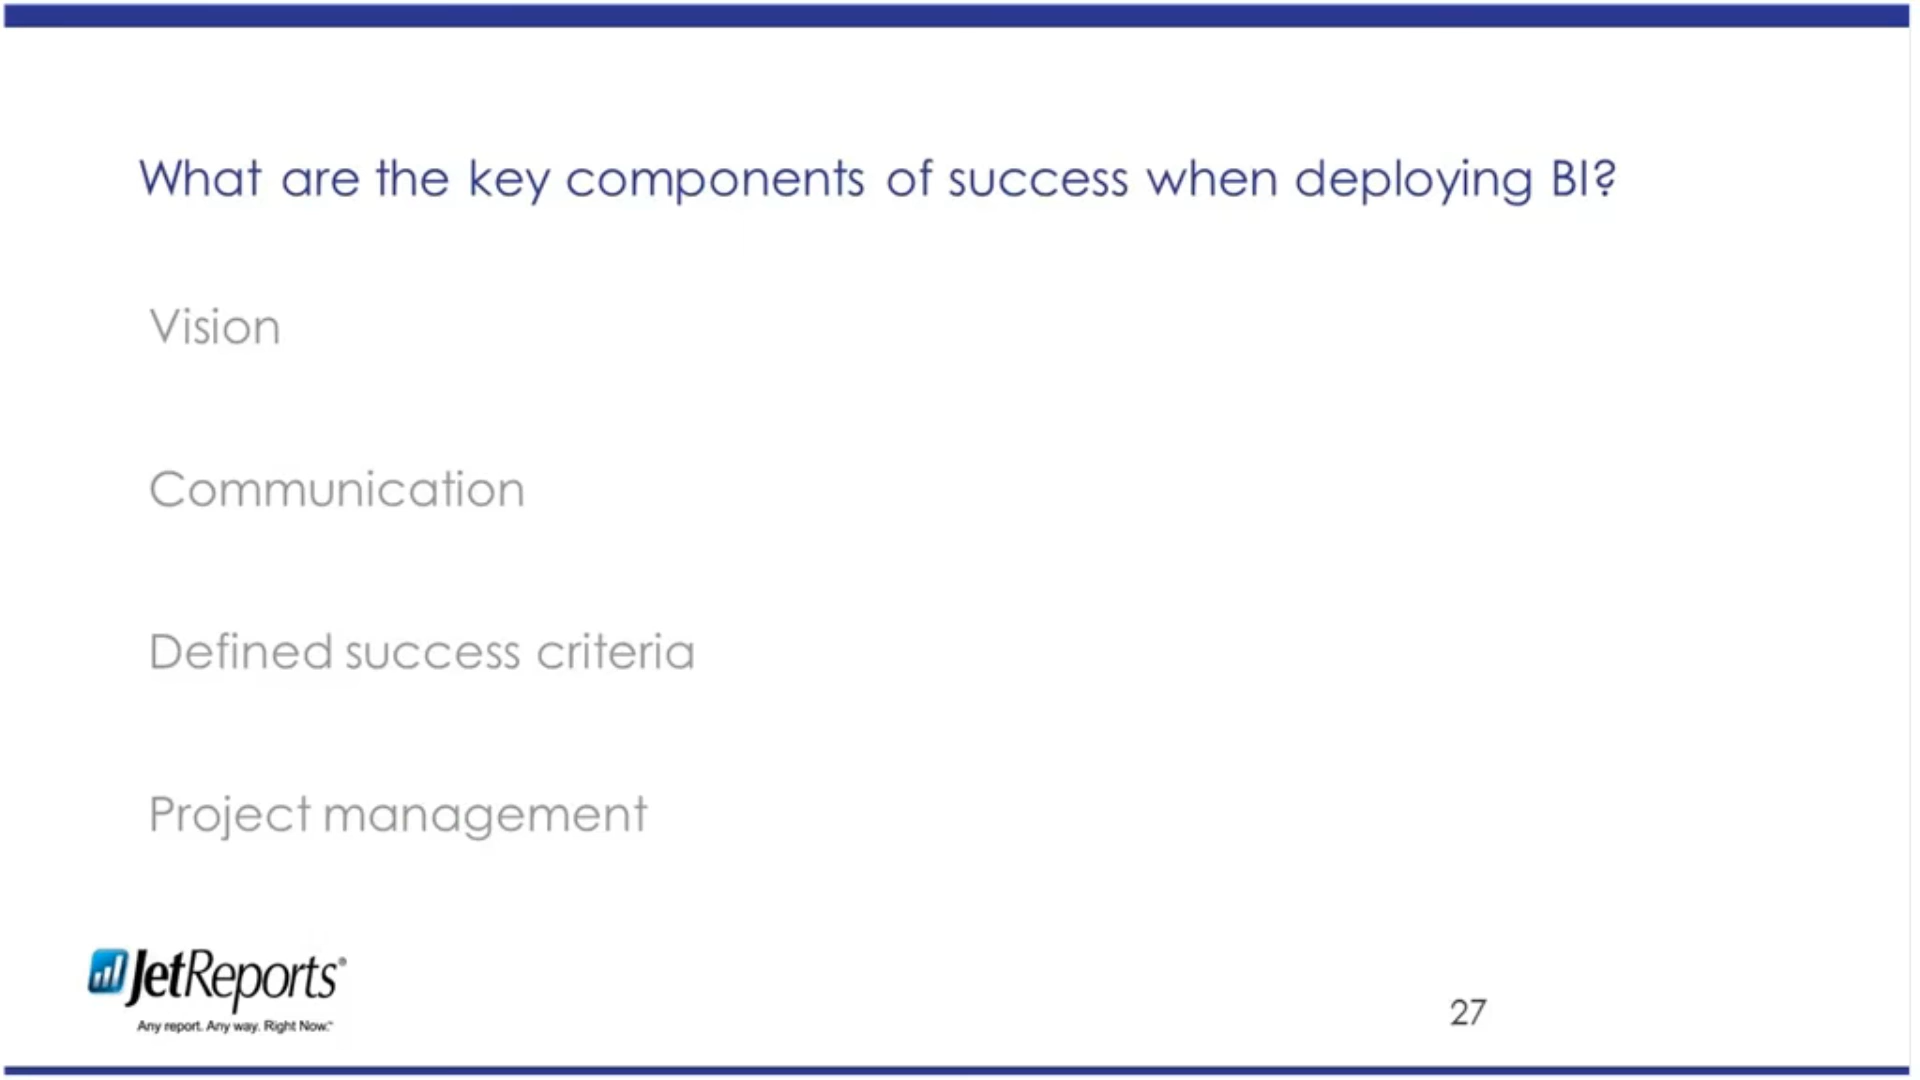 What are the key components of success when deploying BI?
Vision
Communication
Defined success criteria
Project management
JetReports®
Any report. Any way. Right Now.™
27